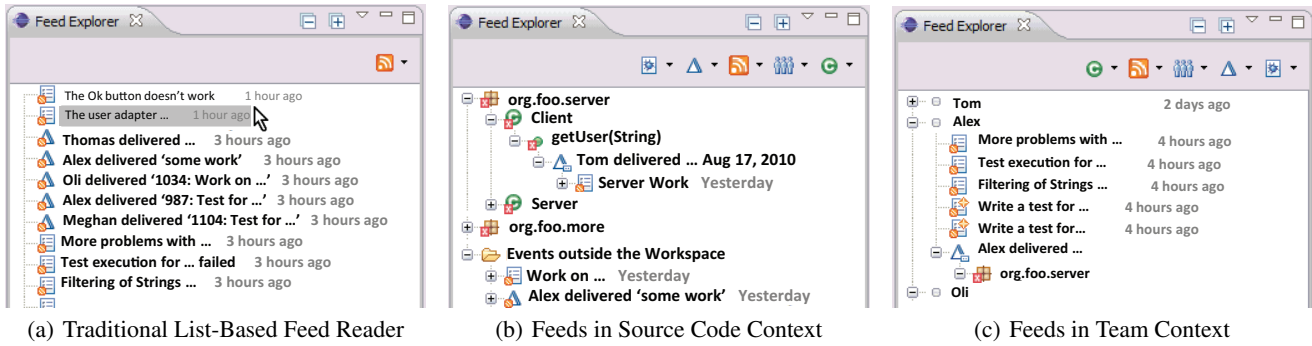 Feed Explorer
The Ok button doesn't work 1 hour ago
The user adapter ... 1 hour ago
Thomas delivered ... 3 hours ago
Alex delivered 'some work' 3 hours ago
Oli delivered '1034: Work on ...' 3 hours ago
Alex delivered '987: Test for ...' 3 hours ago
Meghan delivered '1104: Test for ...' 3 hours ago
More problems with ... 3 hours ago
Test execution for ... failed 3 hours ago
Filtering of Strings ... 3 hours ago
(a) Traditional List-Based Feed Reader
Feed Explorer
org.foo.server
Client
getUser(String)
Tom delivered ... Aug 17, 2010
Server Work Yesterday
Server
org.foo.more
Events outside the Workspace
Work on ... Yesterday
Alex delivered 'some work' Yesterday
(b) Feeds in Source Code Context
Feed Explorer
Tom 2 days ago
Alex
More problems with ... 4 hours ago
Test execution for ... 4 hours ago
Filtering of Strings ... 4 hours ago
Write a test for ... 4 hours ago
Write a test for... 4 hours ago
Alex delivered ...
org.foo.server
Oli
(c) Feeds in Team Context